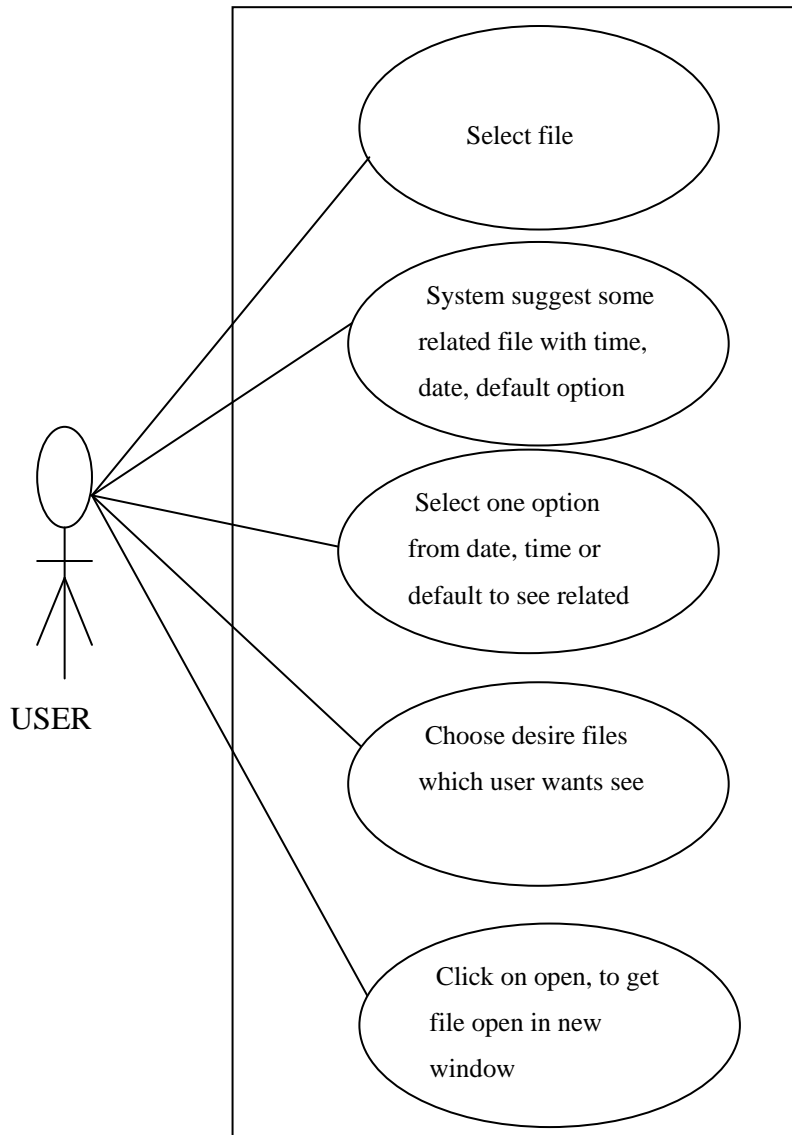 Select file
System suggest some
related file with time,
date, default option
Select one option
from date, time or
default to see related
USER
Choose desire files
which user wants see
Click on open, to get
file open in new
window